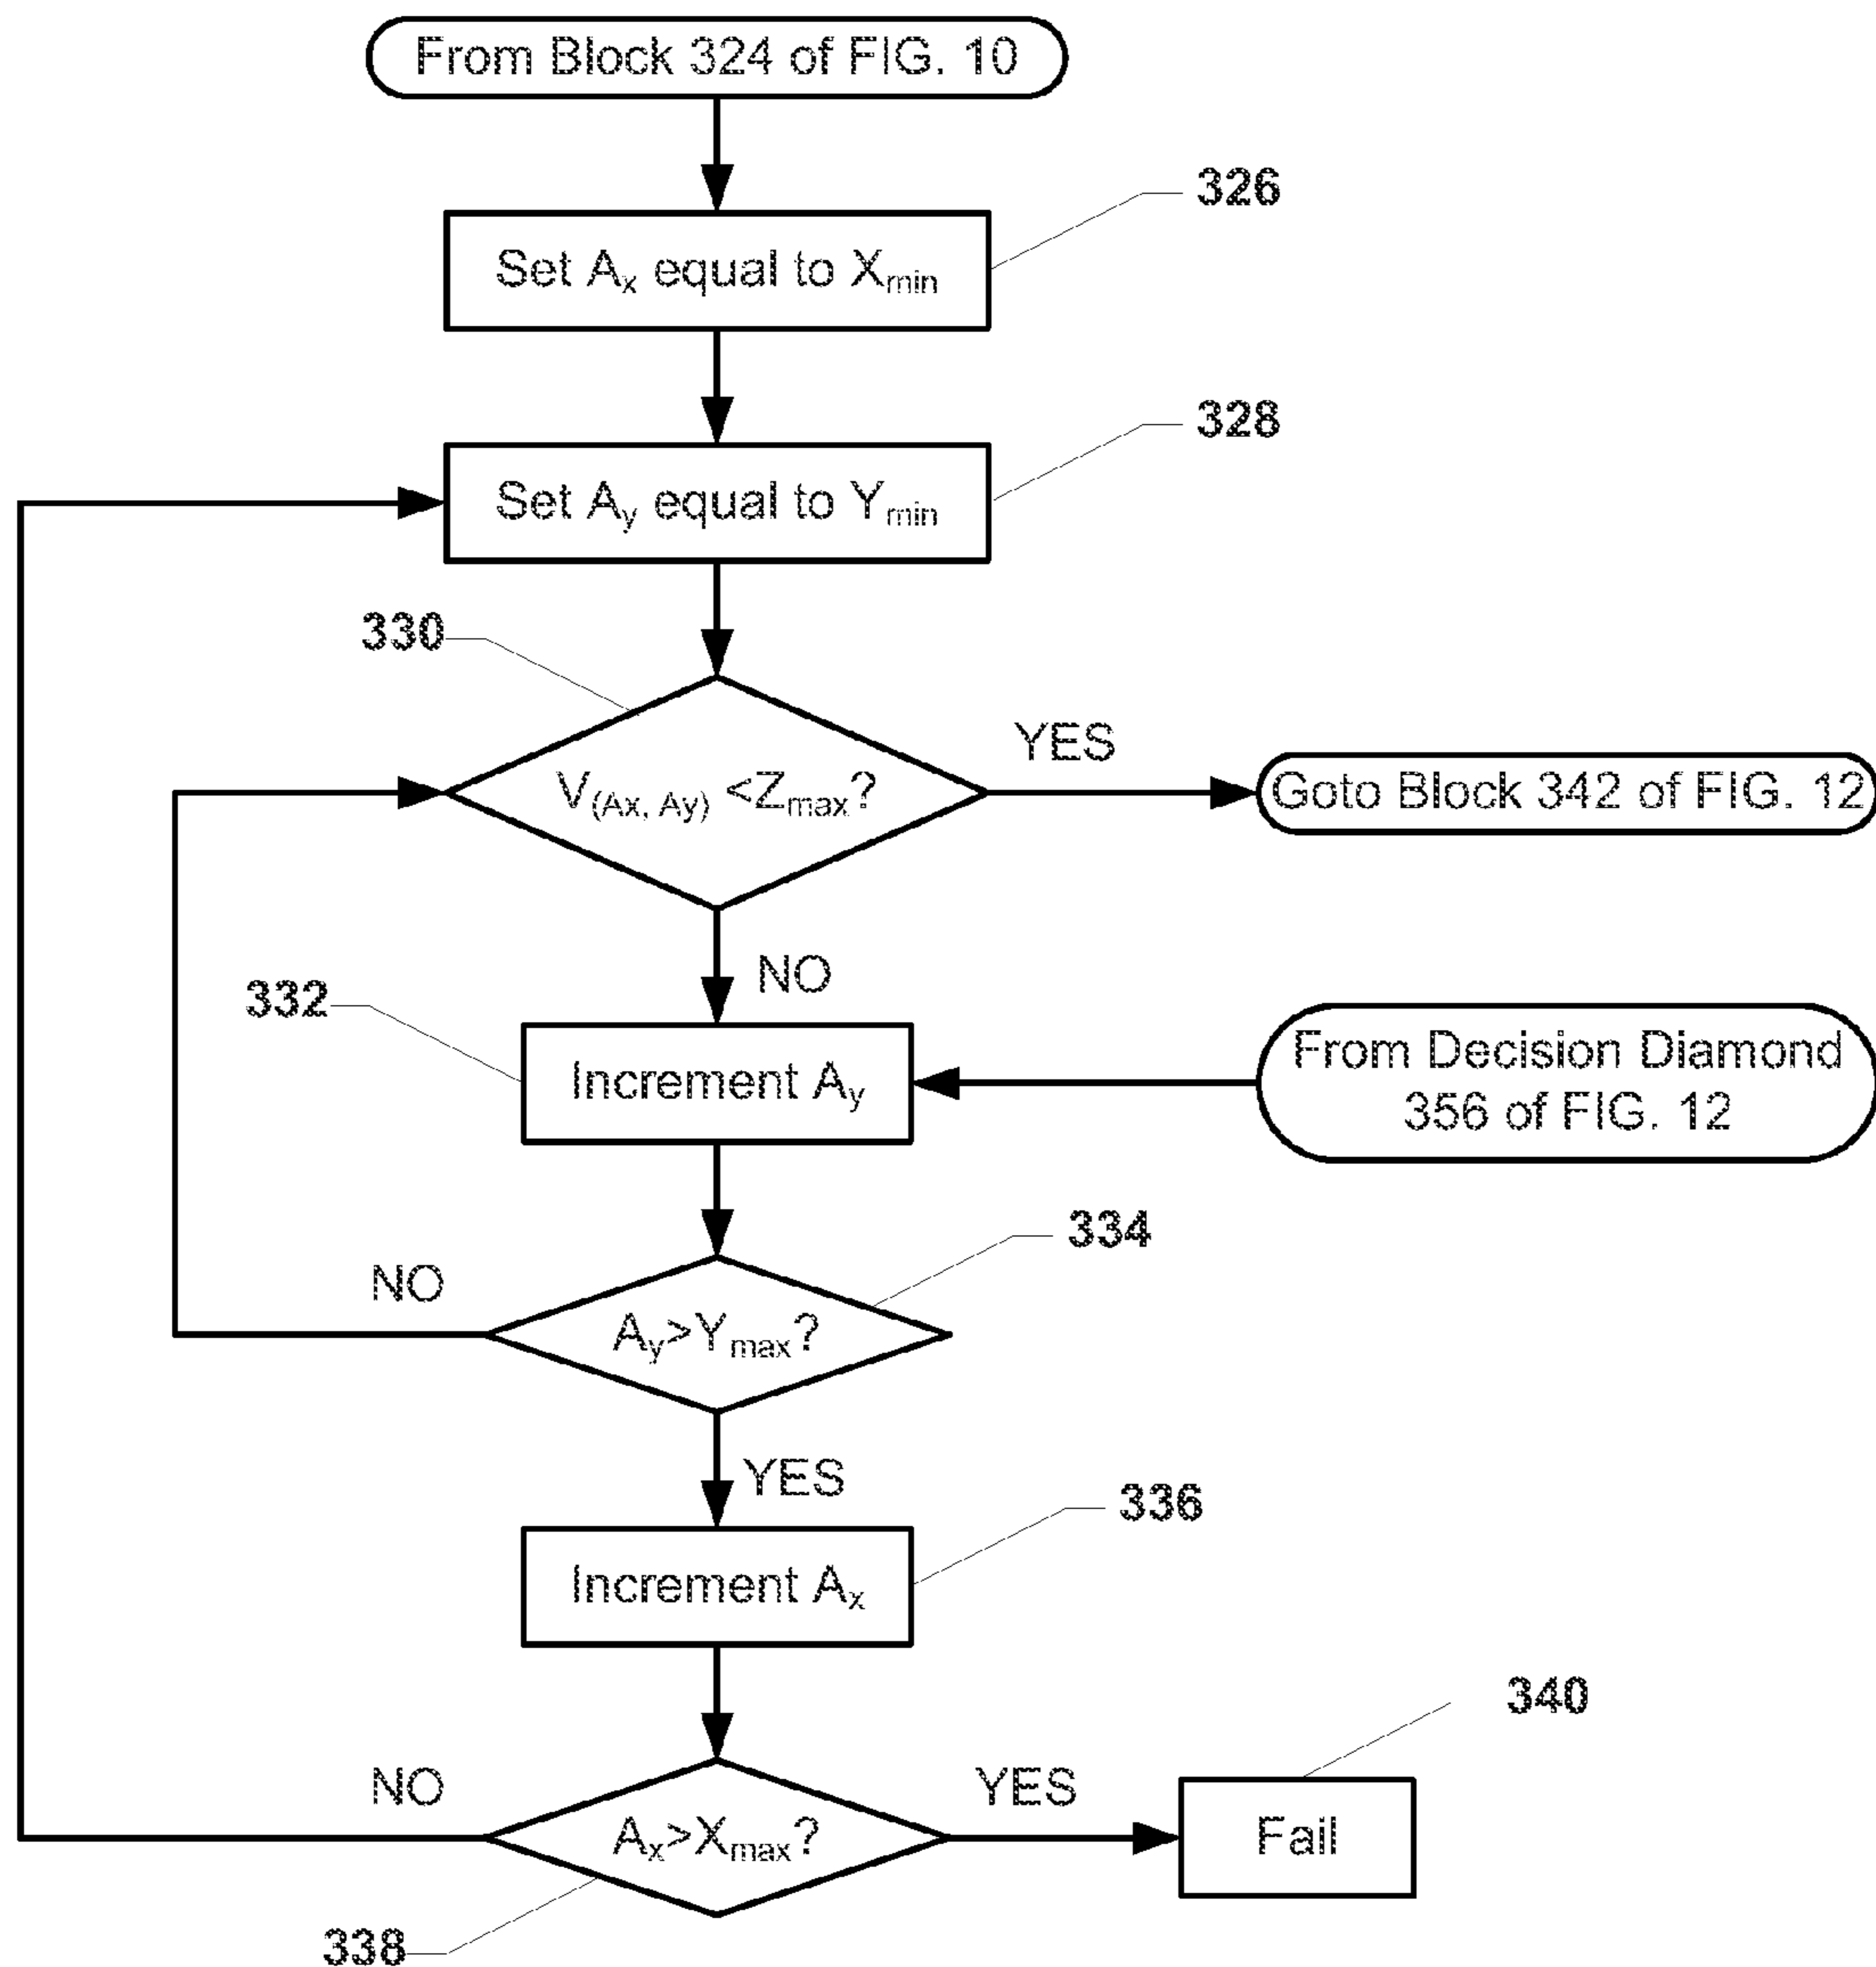 From Block 324 of FIG. 10
326
Set Ax equal to Xmin
328
Set Ay equal to Ymin
330
YES
V(Ax, Ay) <Zmax?
Goto Block 342 of FIG. 12
NO
332
Increment Ay
From Decision Diamond
356 of FIG. 12
334
NO
Ay>Ymax?
YES
336
Increment Ax
340
NO
YES
Ax>Xmax?
Fail
338